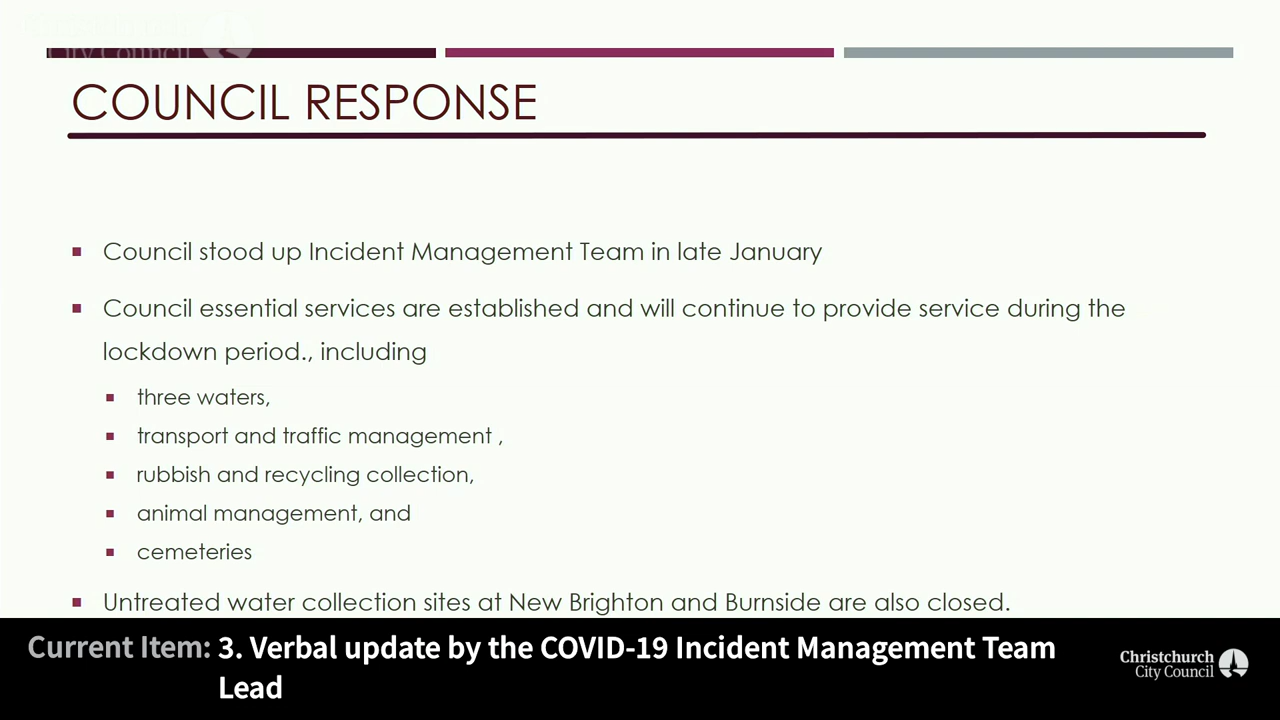 City Council
COUNCIL RESPONSE
Council stood up Incident Management Team in late January
Council essential services are established and will continue to provide service during the
lockdown period., including
three waters,
transport and traffic management ,
rubbish and recycling collection,
animal management, and
cemeteries
Untreated water collection sites at New Brighton and Burnside are also closed.
Current Item: 3. Verbal update by the COVID-19 Incident Management Team
Lead
Christchurch
City Council